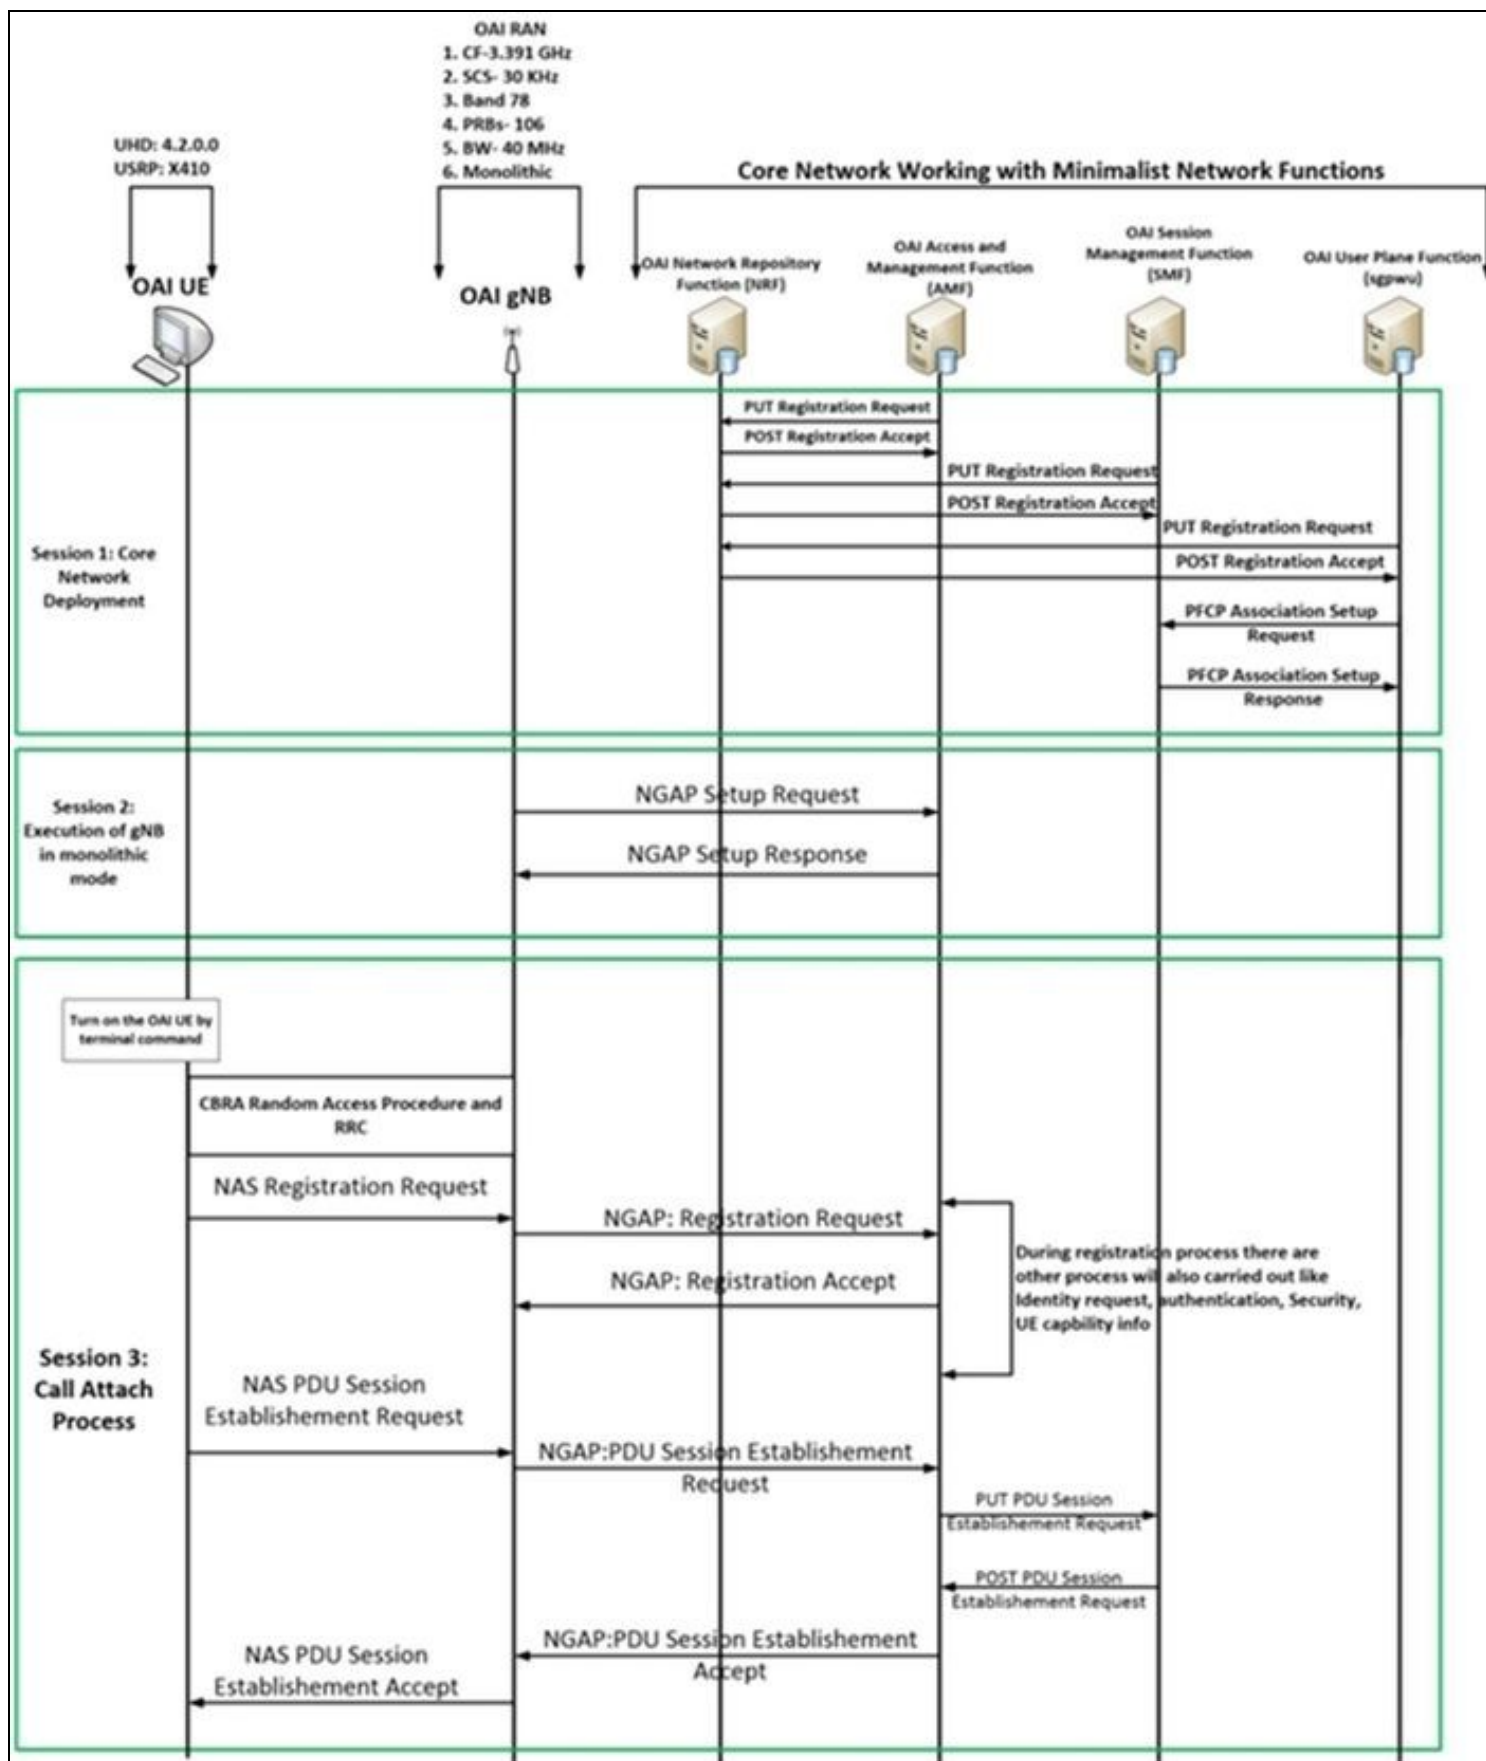 OAI RAN
1. CF-3.391 GHz
2. SCS- 30 KHz
3. Band 78
4. PRBs- 106
5. BW- 40 MHz
6. Monolithic
UHD: 4.2.0.0
USRP: X410
Core Network Working with Minimalist Network Functions
OAI UE
OAI gNB
OAI Network Repository
Function (NRF)
OAI Access and
Management Function
(AMF)
OAI Session
Management Function
(SMF)
OAI User Plane Function
(sgpwu)
Session 1: Core
Network
Deployment
PUT Registration Request
POST Registration Accept
PUT Registration Request
POST Registration Accept
PUT Registration Request
POST Registration Accept
PFCP Association Setup
Request
PFCP Association Setup
Response
Session 2:
Execution of gNB
in monolithic
mode
NGAP Setup Request
NGAP Setup Response
Session 3:
Call Attach
Process
Turn on the OAI UE by
terminal command
CBRA Random Access Procedure and
RRC
NAS Registration Request
NGAP: Registration Request
NGAP: Registration Accept
During registration process there are
other process will also carried out like
Identity request, authentication, Security,
UE capbility info
NAS PDU Session
Establishement Request
NGAP:PDU Session Establishement
Request
PUT PDU Session
Establishement Request
POST PDU Session
Establishement Request
NGAP:PDU Session Establishement
Accept
NAS PDU Session
Establishement Accept